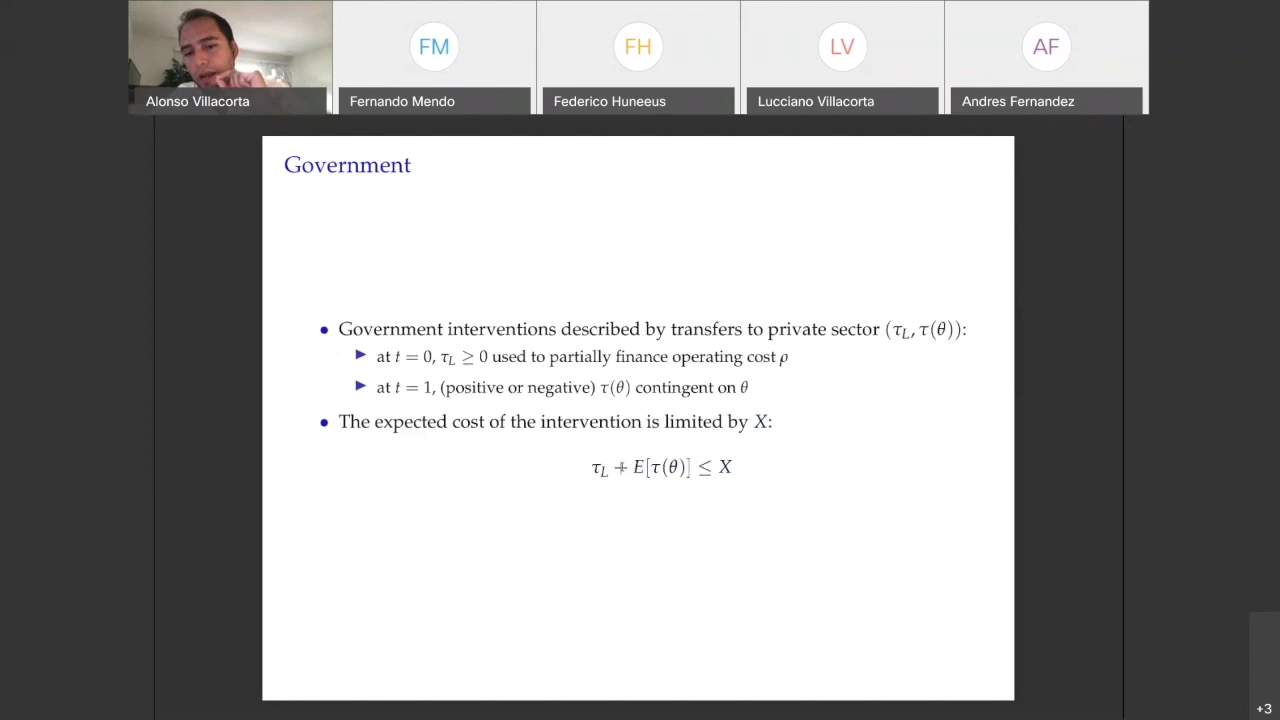 FM
FH
LV
AF
Alonso Villacorta
Fernando Mendo
Federico Huneeus
Lucciano Villacorta
Andres Fernandez
Government
• Government interventions described by transfers to private sector (τ_L, τ(θ)):
▶ at t = 0, τ_L ≥ 0 used to partially finance operating cost ρ
▶ at t = 1, (positive or negative) τ(θ) contingent on θ
• The expected cost of the intervention is limited by X:
τ_L + E[τ(θ)] ≤ X
+3